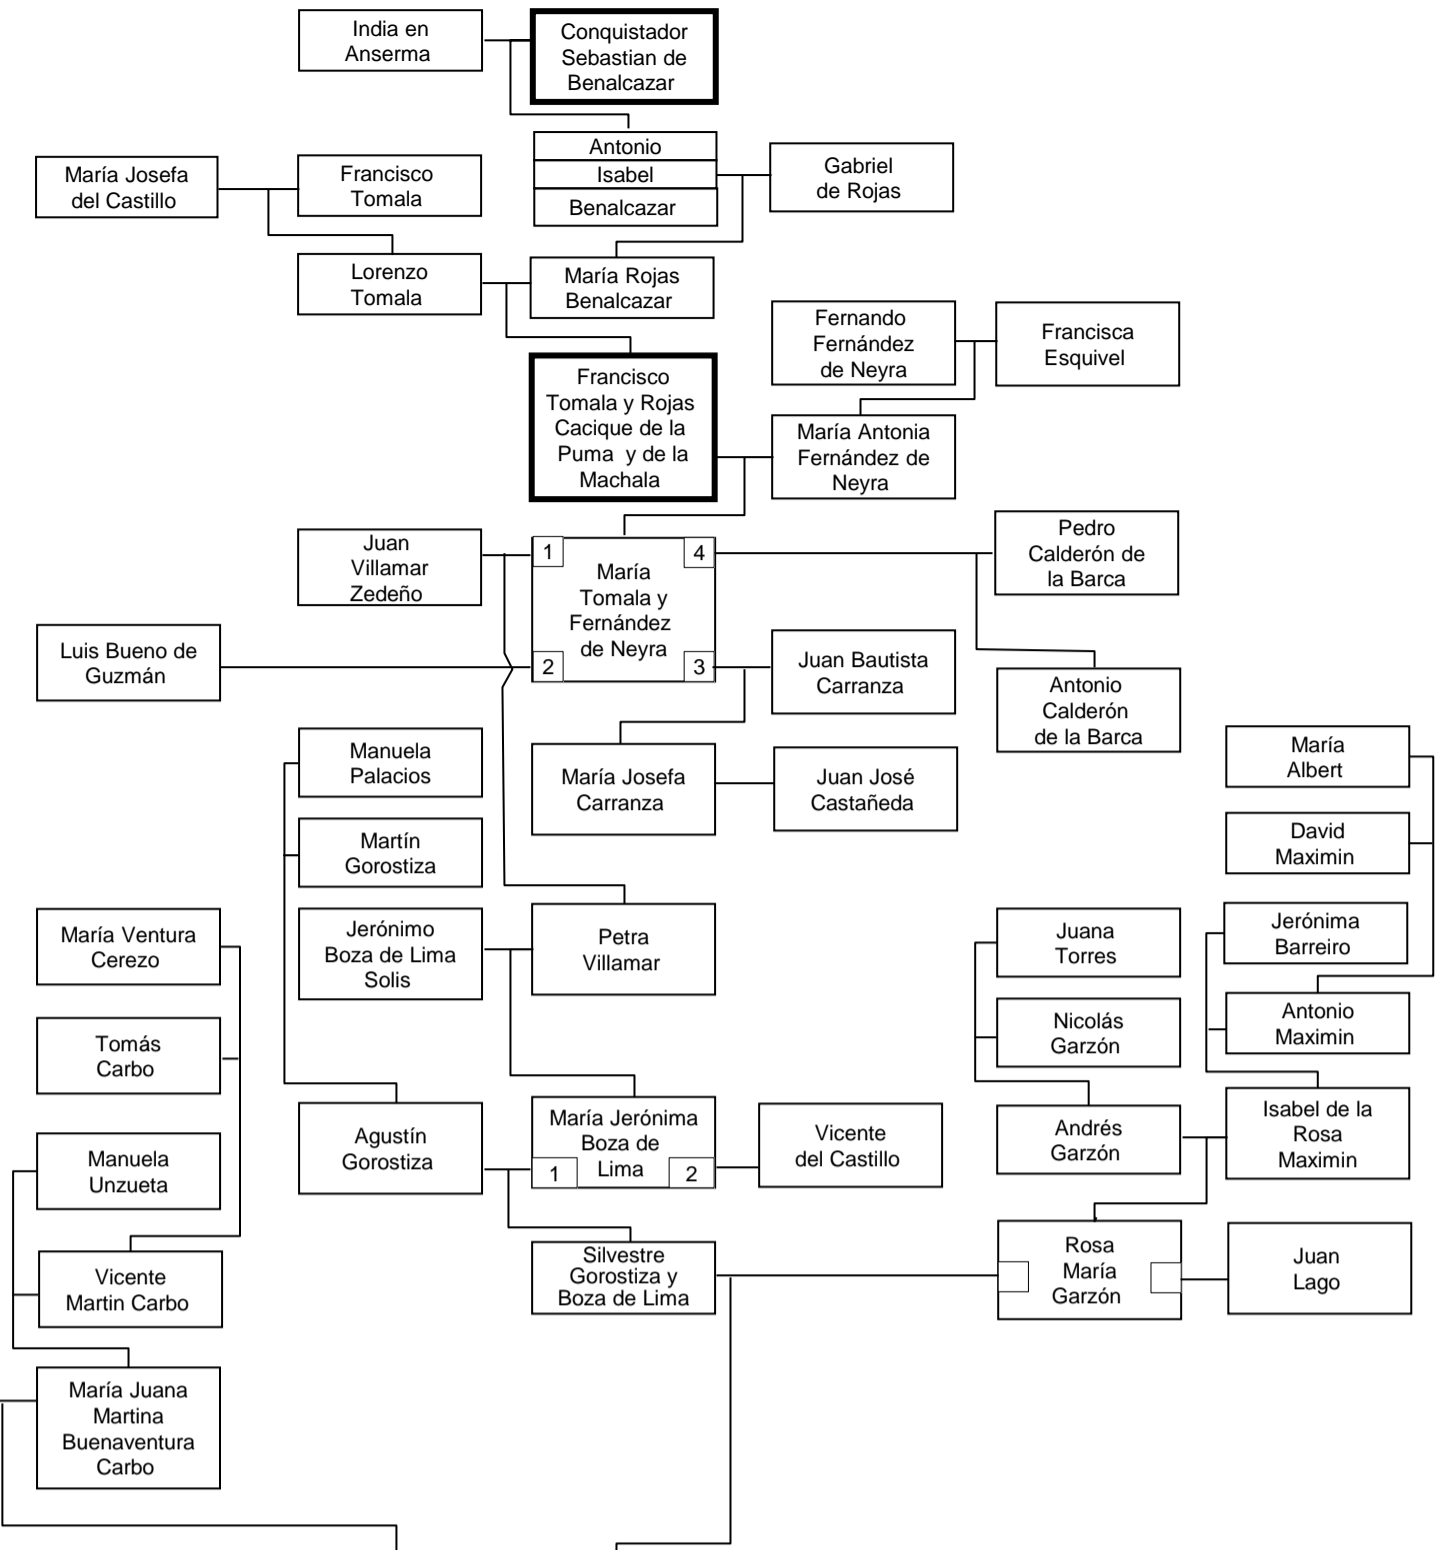 India en
Anserma
Conquistador
Sebastian de
Benalcazar
Antonio
Isabel
Benalcazar
Gabriel
de Rojas
María Josefa
del Castillo
Francisco
Tomala
Lorenzo
Tomala
María Rojas
Benalcazar
Fernando
Fernández
de Neyra
Francisca
Esquivel
Francisco
Tomala y Rojas
Cacique de la
Puma y de la
Machala
María Antonia
Fernández de
Neyra
Juan
Villamar
Zedeño
1
4
María
Tomala y
Fernández
de Neyra
2
3
Pedro
Calderón de
la Barca
Luis Bueno de
Guzmán
Juan Bautista
Carranza
Antonio
Calderón
de la Barca
Manuela
Palacios
María Josefa
Carranza
Juan José
Castañeda
María
Albert
Martín
Gorostiza
David
Maximin
María Ventura
Cerezo
Jerónimo
Boza de Lima
Solis
Petra
Villamar
Juana
Torres
Jerónima
Barreiro
Tomás
Carbo
Nicolás
Garzón
Antonio
Maximin
Manuela
Unzueta
Agustín
Gorostiza
María Jerónima
Boza de
Lima
1
2
Vicente
del Castillo
Andrés
Garzón
Isabel de la
Rosa
Maximin
Vicente
Martin Carbo
Silvestre
Gorostiza y
Boza de Lima
Rosa
María
Garzón
Juan
Lago
María Juana
Martina
Buenaventura
Carbo